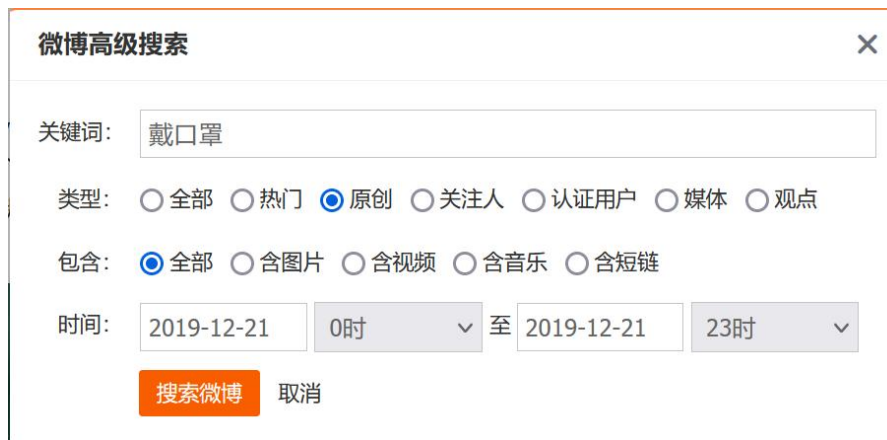 微博高级搜索
关键词： 戴口罩
类型： 全部 热门 原创 关注人 认证用户 媒体 观点
包含： 全部 含图片 含视频 含音乐 含短链
时间： 2019-12-21 0时 至 2019-12-21 23时
搜索微博 取消